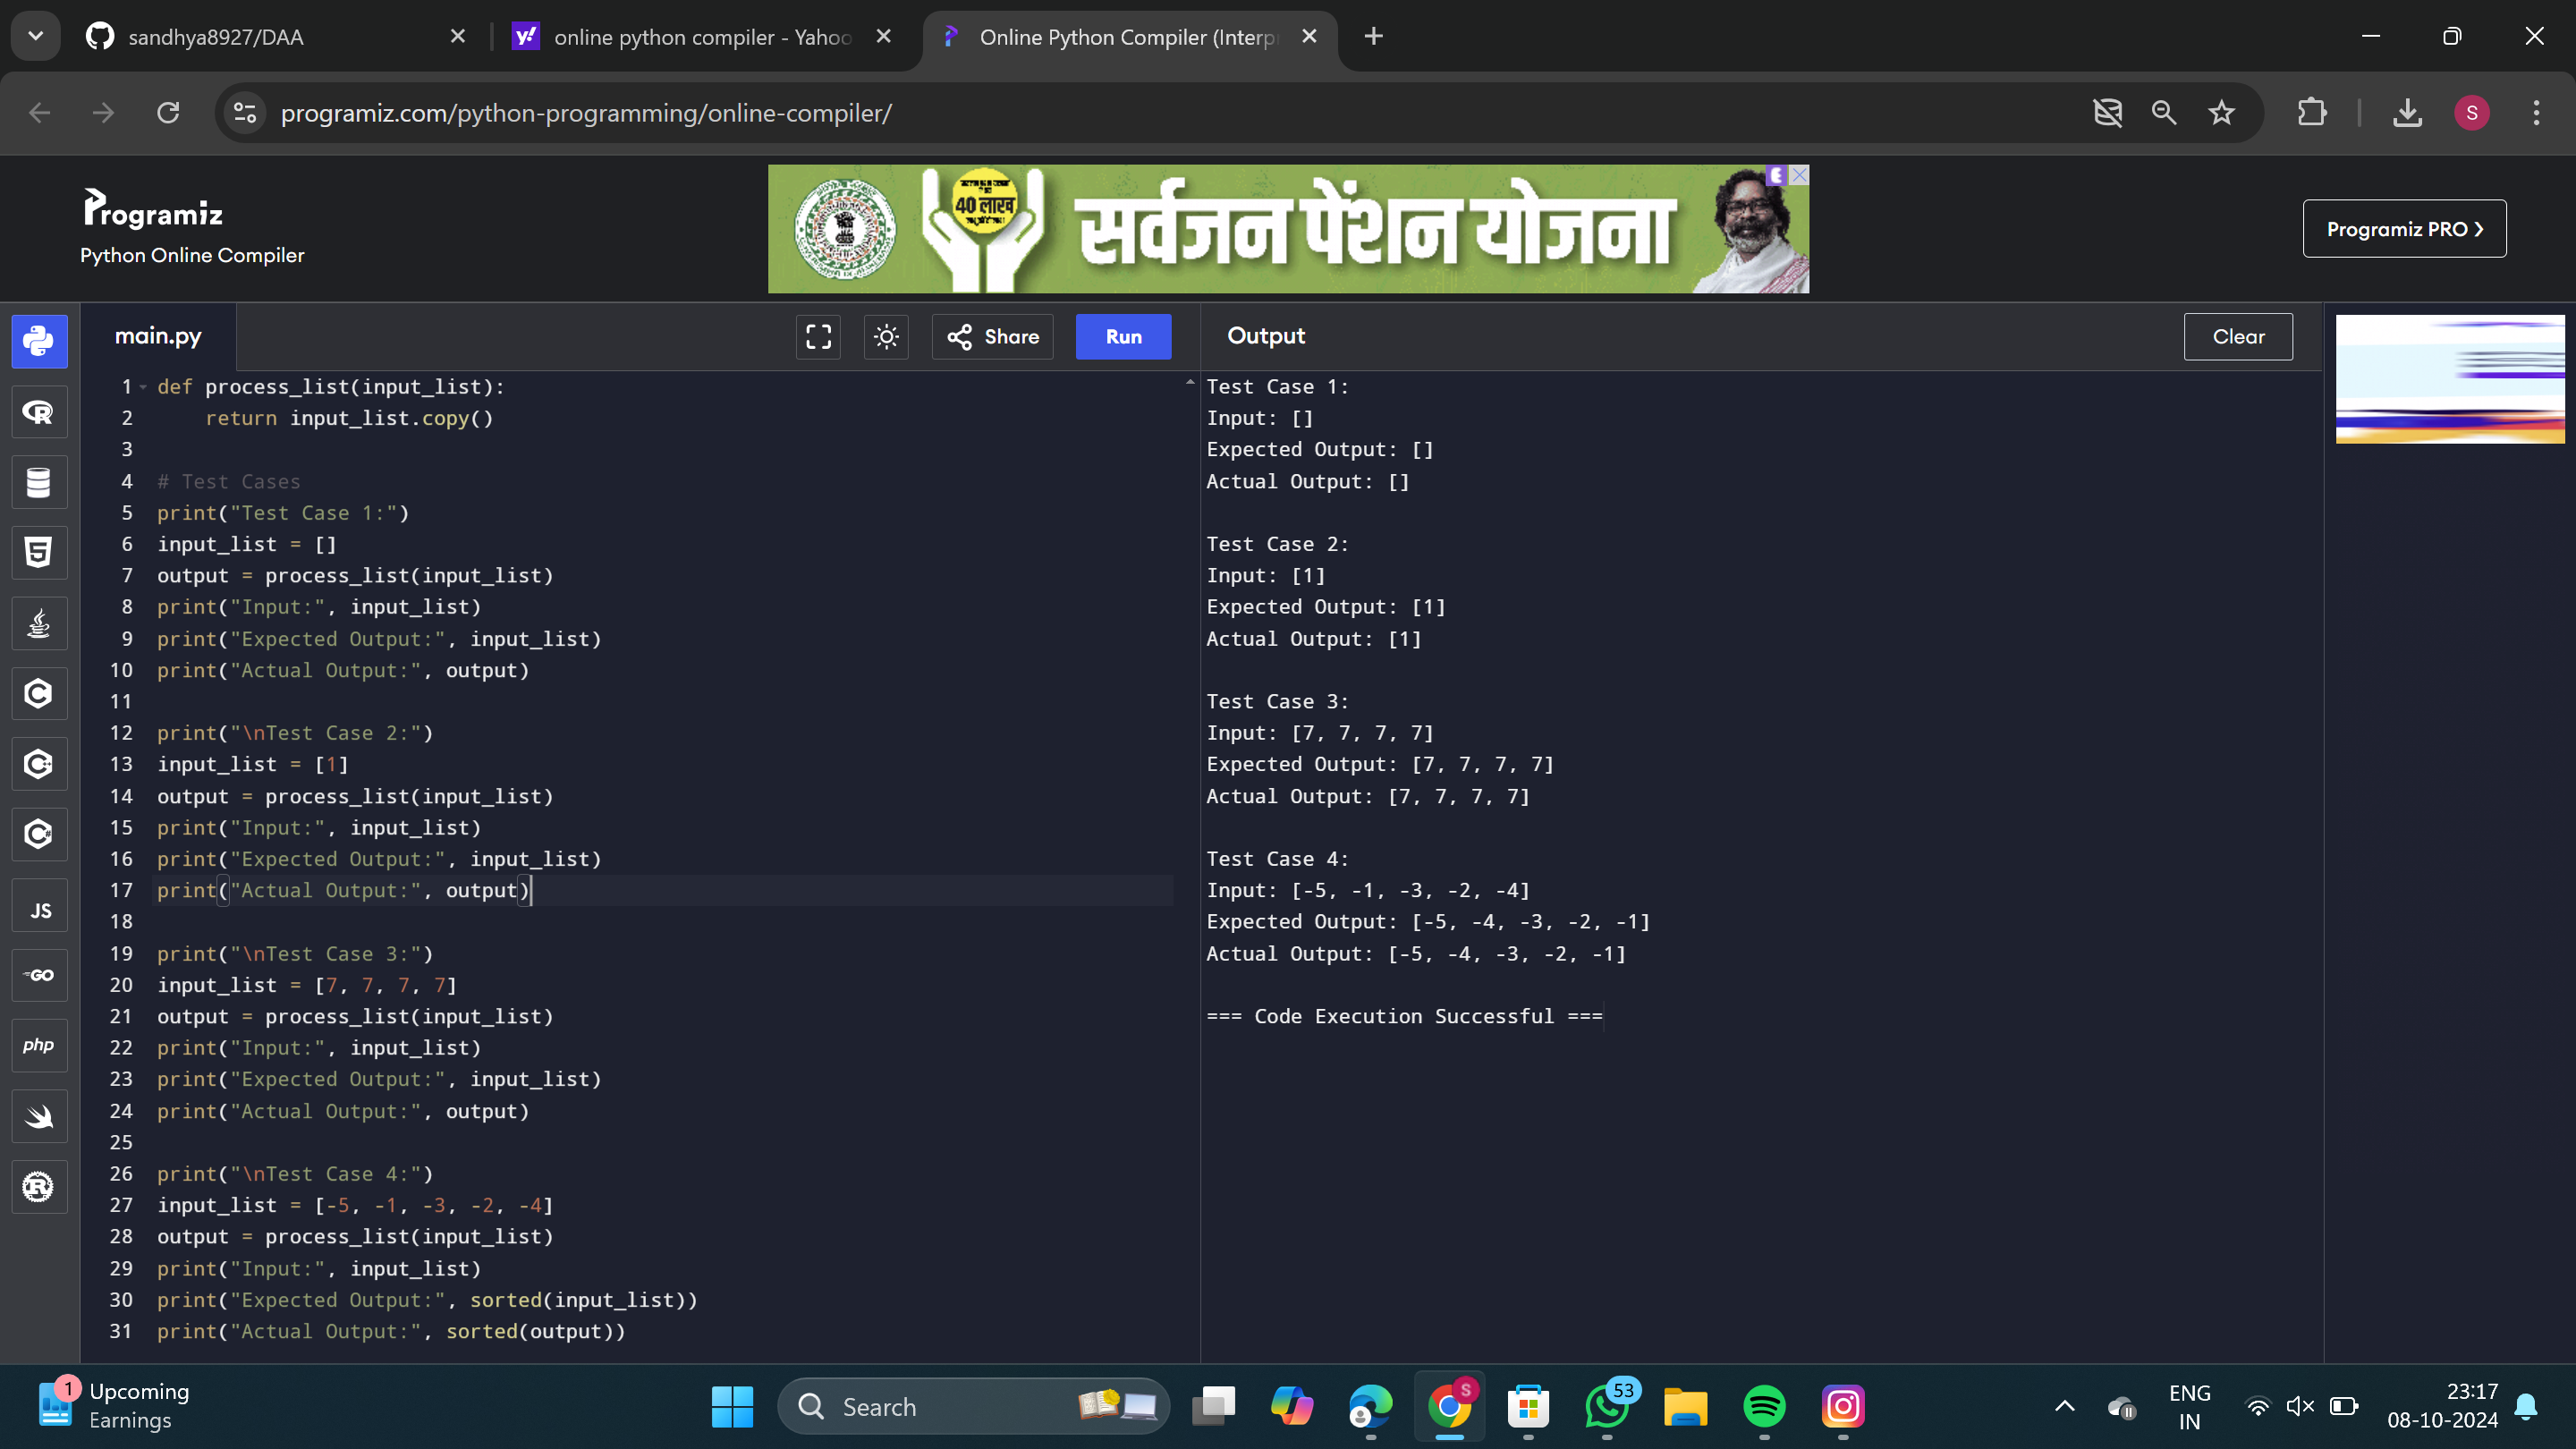 sandhya8927/DAA
online python compiler - Yahoo
Online Python Compiler (Interp
programiz.com/python-programming/online-compiler/
S
Programiz
Python Online Compiler
40 लाख
सर्वजन पेंशन योजना
Programiz PRO
main.py
Share
Run
Output
Clear
1 def process_list(input_list):
2     return input_list.copy()
3
4 # Test Cases
5 print("Test Case 1:")
6 input_list = []
7 output = process_list(input_list)
8 print("Input:", input_list)
9 print("Expected Output:", input_list)
10 print("Actual Output:", output)
11
12 print("\nTest Case 2:")
13 input_list = [1]
14 output = process_list(input_list)
15 print("Input:", input_list)
16 print("Expected Output:", input_list)
17 print("Actual Output:", output)
18
19 print("\nTest Case 3:")
20 input_list = [7, 7, 7, 7]
21 output = process_list(input_list)
22 print("Input:", input_list)
23 print("Expected Output:", input_list)
24 print("Actual Output:", output)
25
26 print("\nTest Case 4:")
27 input_list = [-5, -1, -3, -2, -4]
28 output = process_list(input_list)
29 print("Input:", input_list)
30 print("Expected Output:", sorted(input_list))
31 print("Actual Output:", sorted(output))
Test Case 1:
Input: []
Expected Output: []
Actual Output: []
Test Case 2:
Input: [1]
Expected Output: [1]
Actual Output: [1]
Test Case 3:
Input: [7, 7, 7, 7]
Expected Output: [7, 7, 7, 7]
Actual Output: [7, 7, 7, 7]
Test Case 4:
Input: [-5, -1, -3, -2, -4]
Expected Output: [-5, -4, -3, -2, -1]
Actual Output: [-5, -4, -3, -2, -1]
=== Code Execution Successful ===
JS
GO
php
1
Upcoming
Earnings
Search
S
53
ENG
IN
23:17
08-10-2024